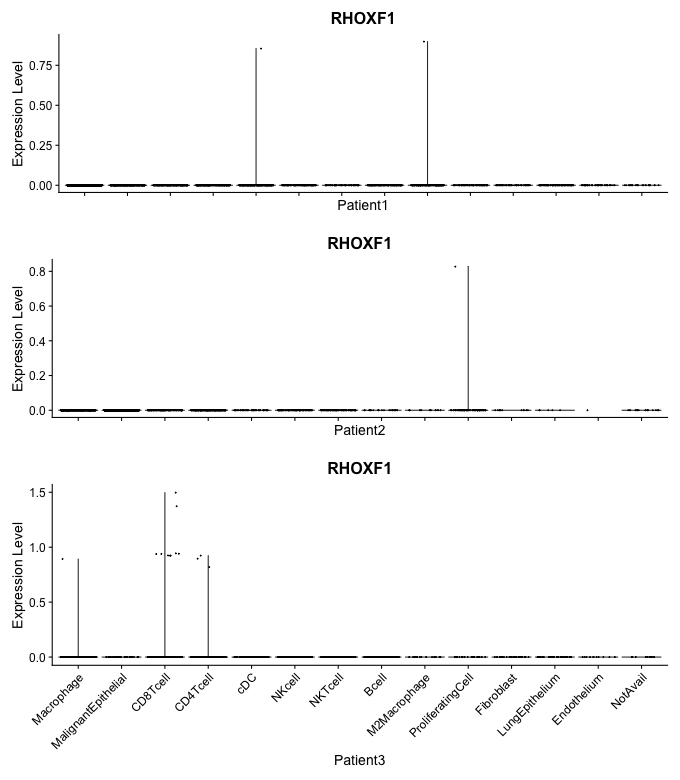 RHOXF1
Expression Level
0.75
0.50
0.25
0.00
Patient1
RHOXF1
Expression Level
0.8
0.6
0.4
0.2
0.0
Patient2
RHOXF1
Expression Level
1.5
1.0
0.5
0.0
Macrophage
MalignantEpithelial
CD8Tcell
CD4Tcell
cDC
NKcell
NKTcell
Bcell
M2Macrophage
ProliferatingCell
Fibroblast
LungEpithelium
Endothelium
NotAvail
Patient3